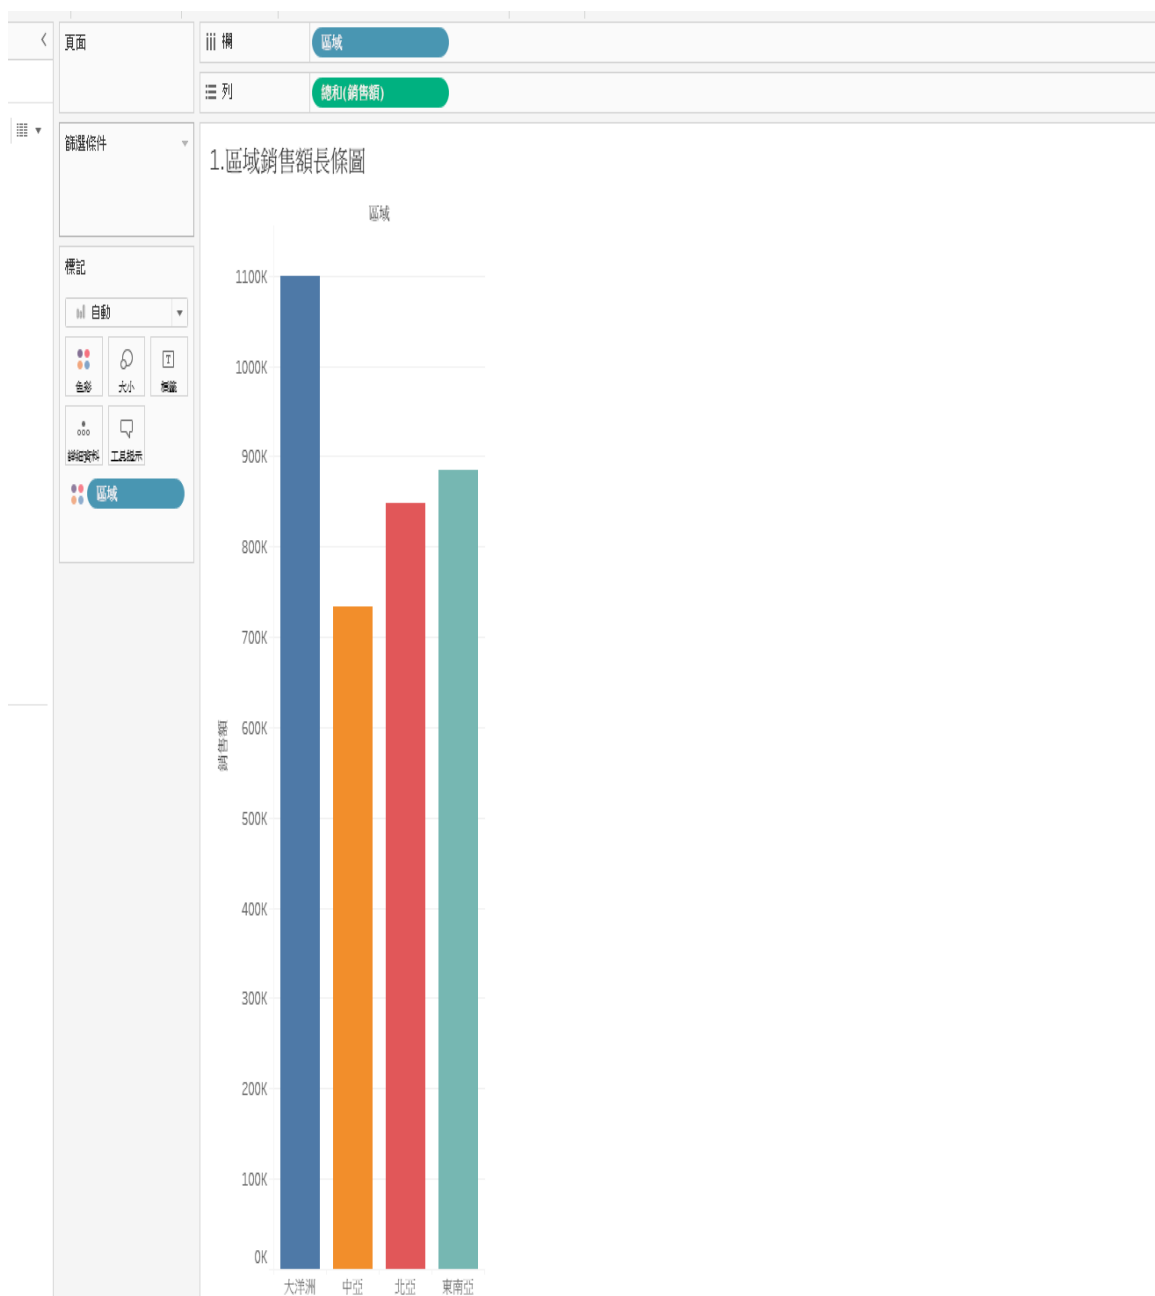 頁面
iii 欄
區域
列
總和(銷售額)
篩選條件
標記
自動
色彩
大小
標籤
詳細資料
工具提示
區域
1.區域銷售額長條圖
區域
1100K
1000K
900K
800K
700K
600K
500K
400K
300K
200K
100K
0K
銷售額
大洋洲
中亞
北亞
東南亞